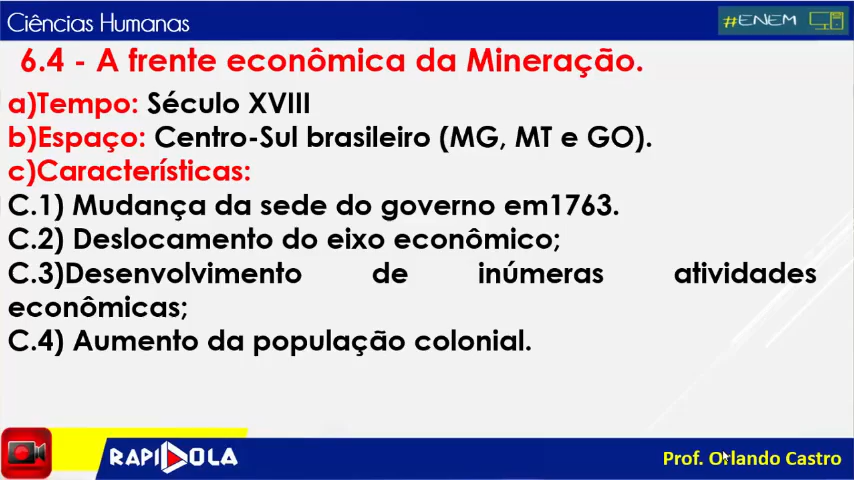 Ciências Humanas
#ENEM
6.4 - A frente econômica da Mineração.
a)Tempo: Século XVIII
b)Espaço: Centro-Sul brasileiro (MG, MT e GO).
c)Características:
C.1) Mudança da sede do governo em1763.
C.2) Deslocamento do eixo econômico;
C.3)Desenvolvimento de inúmeras atividades
econômicas;
C.4) Aumento da população colonial.
RAPIDOLA
Prof. Orlando Castro